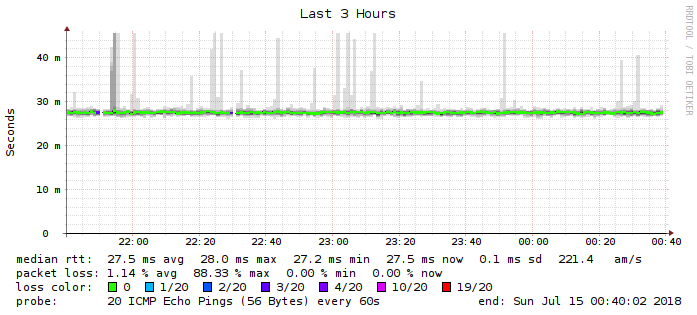 Last 3 Hours
RRDTOOL / TOBI OETIKER
Seconds
40 m
30 m
20 m
10 m
0
22:00 22:20 22:40 23:00 23:20 23:40 00:00 00:20 00:40
median rtt: 27.5 ms avg 28.0 ms max 27.2 ms min 27.5 ms now 0.1 ms sd 221.4 am/s
packet loss: 1.14 % avg 88.33 % max 0.00 % min 0.00 % now
loss color: 0 1/20 2/20 3/20 4/20 10/20 19/20
probe: 20 ICMP Echo Pings (56 Bytes) every 60s end: Sun Jul 15 00:40:02 2018